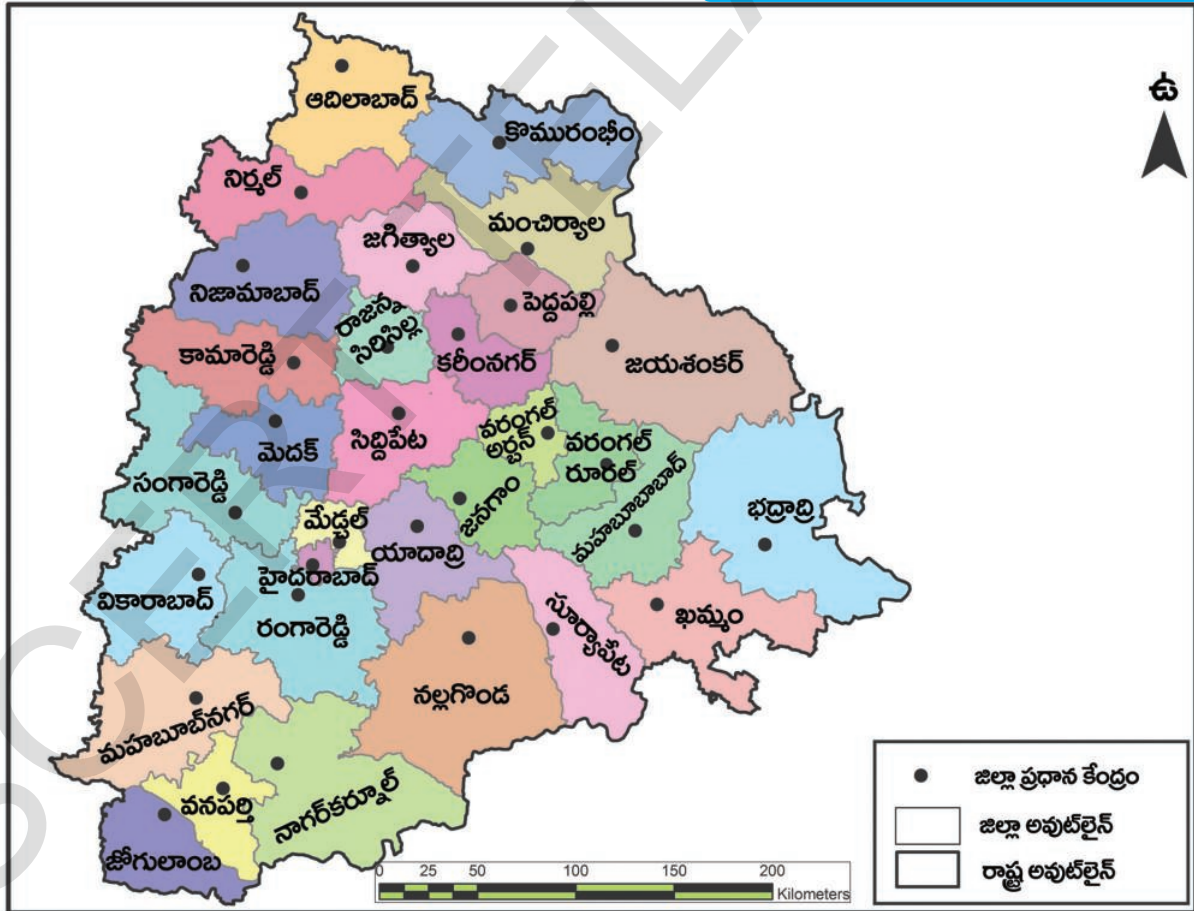 ఉ
ఆదిలాబాద్
కొమురంభీం
నిర్మల్
మంచిర్యాల
జగిత్యాల
నిజామాబాద్
పెద్దపల్లి
రాజన్న
సిరిసిల్ల
కామారెడ్డి
కరీంనగర్
జయశంకర్
మెదక్
సిద్దిపేట
వరంగల్
అర్బన్
వరంగల్
రూరల్
సంగారెడ్డి
జనగాం
మహబూబాబాద్
భద్రాద్రి
మేడ్చల్
యాదాద్రి
హైదరాబాద్
వికారాబాద్
రంగారెడ్డి
సూర్యాపేట
ఖమ్మం
నల్లగొండ
మహబూబ్‌నగర్
వనపర్తి
నాగర్‌కర్నూల్
జోగులాంబ
జిల్లా ప్రధాన కేంద్రం
జిల్లా అవుట్‌లైన్
రాష్ట్ర అవుట్‌లైన్
0 25 50 100 150 200
Kilometers
SCERT TELA